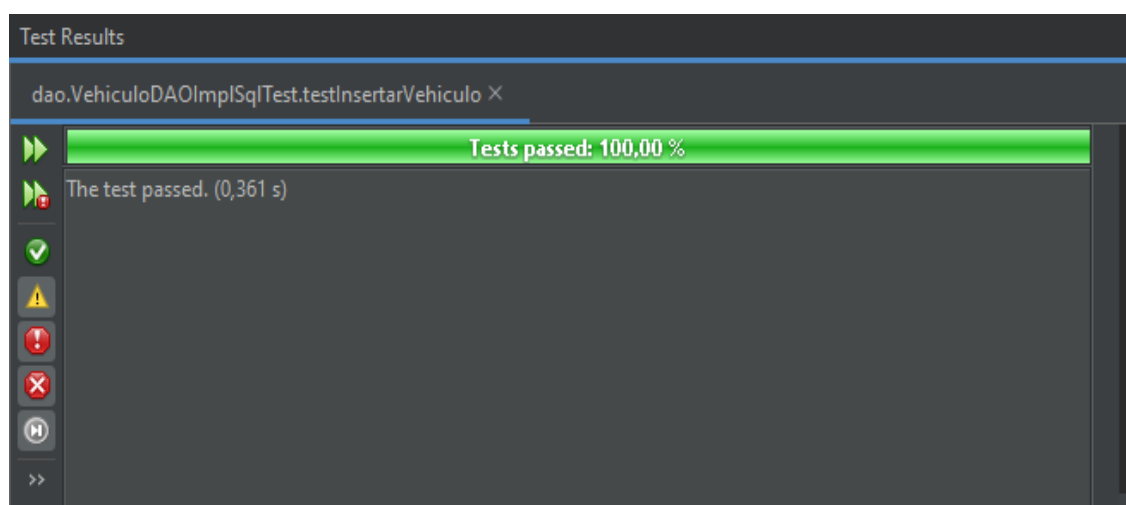 Test Results
dao.VehiculoDAOImplSqlTest.testInsertarVehiculo ×
Tests passed: 100,00 %
The test passed. (0,361 s)
>>